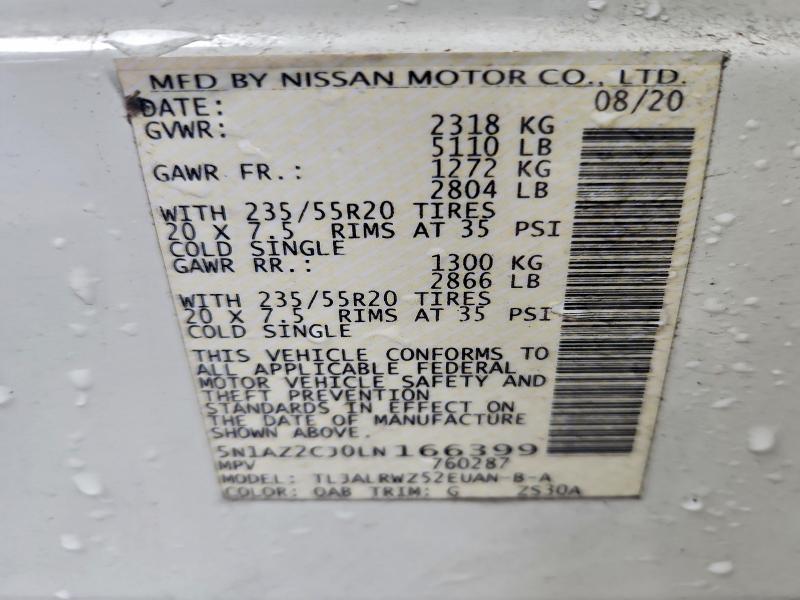 MFD BY NISSAN MOTOR CO., LTD.
DATE: 08/20
GVWR: 2318 KG
5110 LB
GAWR FR.: 1272 KG
2804 LB
WITH 235/55R20 TIRES
20 X 7.5 RIMS AT 35 PSI
COLD SINGLE
GAWR RR.: 1300 KG
2866 LB
WITH 235/55R20 TIRES
20 X 7.5 RIMS AT 35 PSI
COLD SINGLE
THIS VEHICLE CONFORMS TO
ALL APPLICABLE FEDERAL
MOTOR VEHICLE SAFETY AND
THEFT PREVENTION
STANDARDS IN EFFECT ON
THE DATE OF MANUFACTURE
SHOWN ABOVE.
5N1AZ2CJ0LN166399
MPV 760287
MODEL: TL3ALRWZ52EUAN-B-A
COLOR: QAB TRIM: G ZS30A